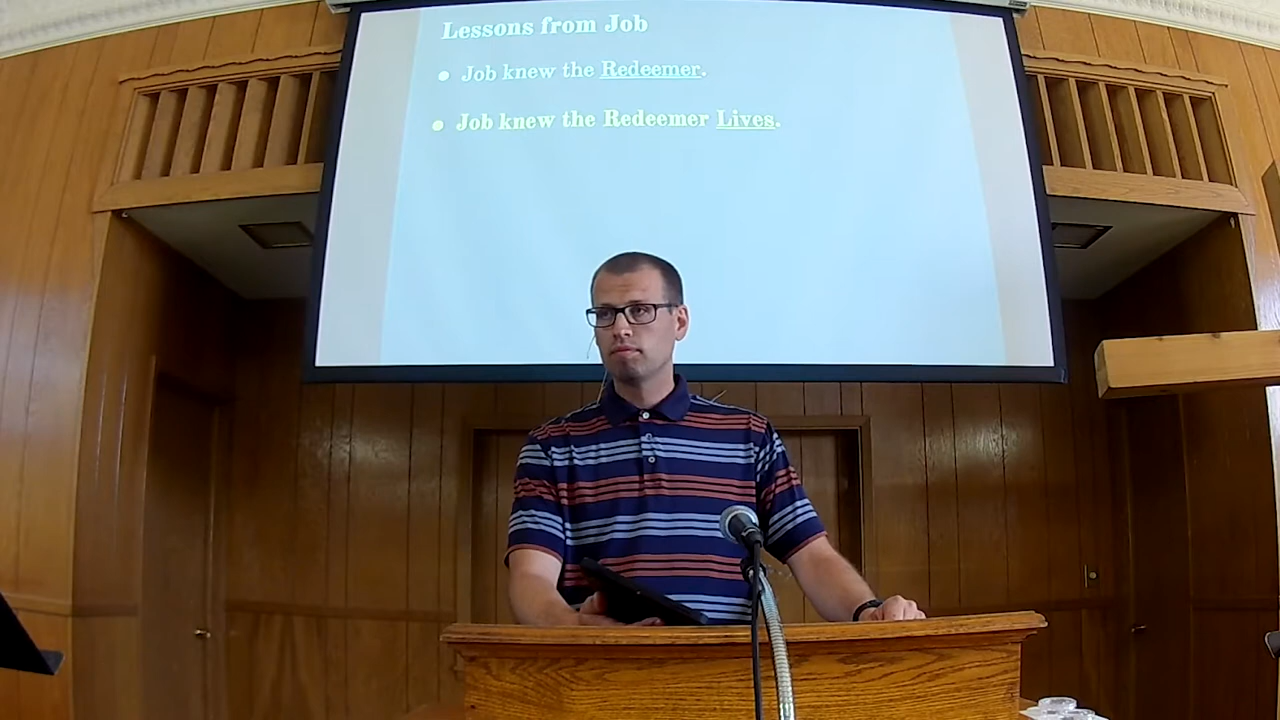 Lessons from Job
• Job knew the Redeemer.
• Job knew the Redeemer Lives.